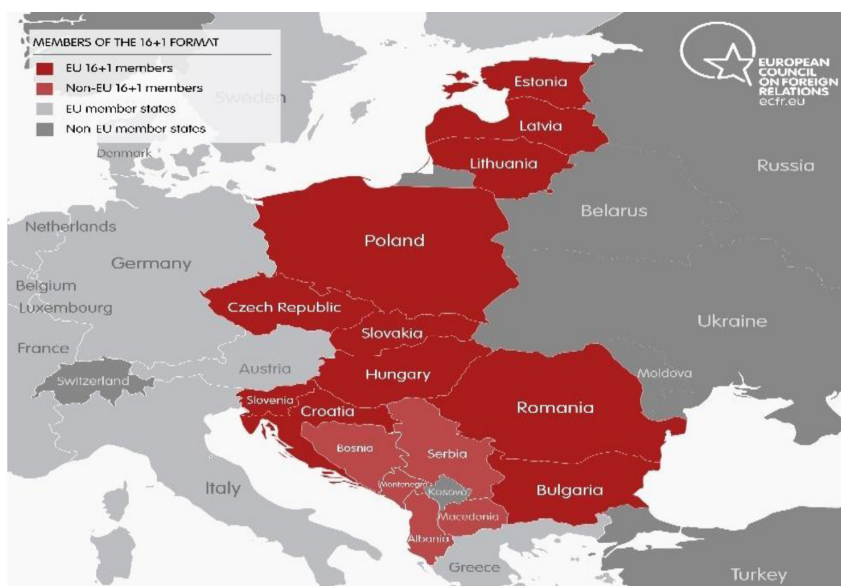 MEMBERS OF THE 16+1 FORMAT
EU 16+1 members
Non-EU 16+1 members
EU member states
Non-EU member states
EUROPEAN
COUNCIL
ON FOREIGN
RELATIONS
ecfr.eu
Sweden
Estonia
Latvia
Denmark
Lithuania
Russia
Belarus
Netherlands
Poland
Germany
Belgium
Luxembourg
Czech Republic
Ukraine
Slovakia
France
Austria
Moldova
Switzerland
Hungary
Slovenia
Croatia
Romania
Bosnia
Serbia
Italy
Montenegro
Kosovo
Bulgaria
Macedonia
Albania
Greece
Turkey